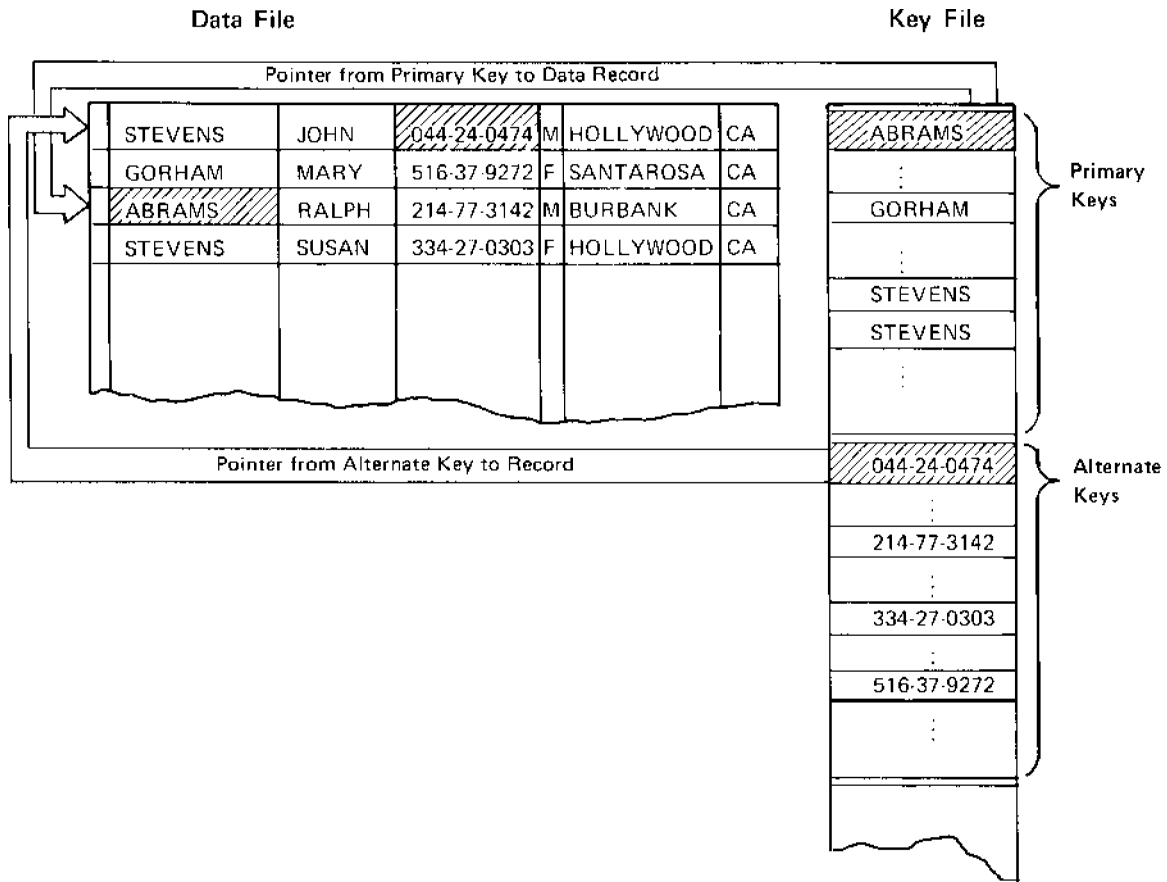 Data File
Key File
Pointer from Primary Key to Data Record
STEVENS JOHN 044-24-0474 M HOLLYWOOD CA
GORHAM MARY 516-37-9272 F SANTAROSA CA
ABRAMS RALPH 214-77-3142 M BURBANK CA
STEVENS SUSAN 334-27-0303 F HOLLYWOOD CA
Pointer from Alternate Key to Record
ABRAMS
GORHAM
STEVENS
STEVENS
Primary
Keys
044-24-0474
214-77-3142
334-27-0303
516-37-9272
Alternate
Keys